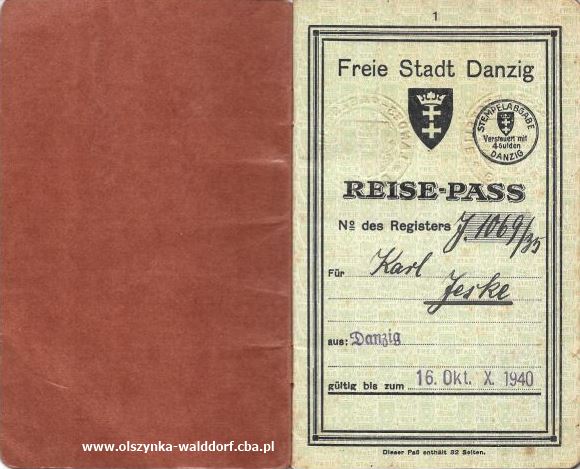 1
Freie Stadt Danzig
STEMPELABGABE
Versteuert mit
4 Gulden
DANZIG
REISE-PASS
Nº des Registers J. 1069/35
Für Karl
Jeske
aus: Danzig
gültig bis zum 16. Okt. X. 1940
Dieser Paß enthält 32 Seiten.
www.olszynka-walddorf.cba.pl